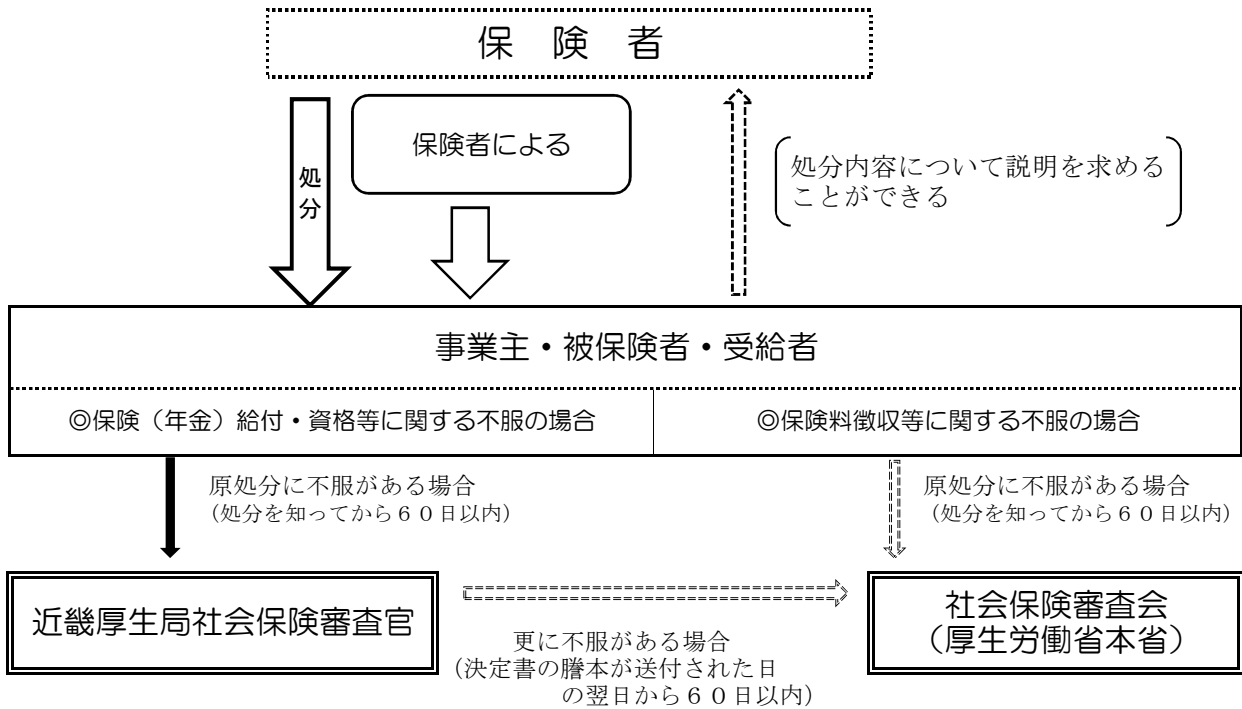 保　険　者
処分
保険者による
処分内容について説明を求める
ことができる
事業主・被保険者・受給者
◎保険（年金）給付・資格等に関する不服の場合
◎保険料徴収等に関する不服の場合
原処分に不服がある場合
（処分を知ってから６０日以内）
原処分に不服がある場合
（処分を知ってから６０日以内）
近畿厚生局社会保険審査官
更に不服がある場合
（決定書の謄本が送付された日
の翌日から６０日以内）
社会保険審査会
（厚生労働省本省）